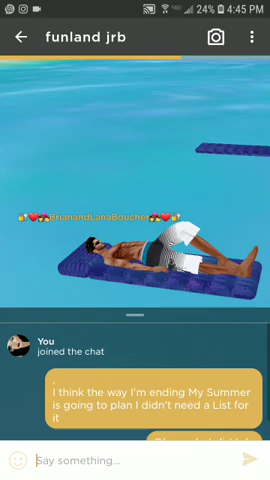 24% 4:45 PM
funland jrb
BrianandLanaBoucher
You
joined the chat
,
I think the way I'm ending My Summer
is going to plan I didn't need a List for
it
Say something...